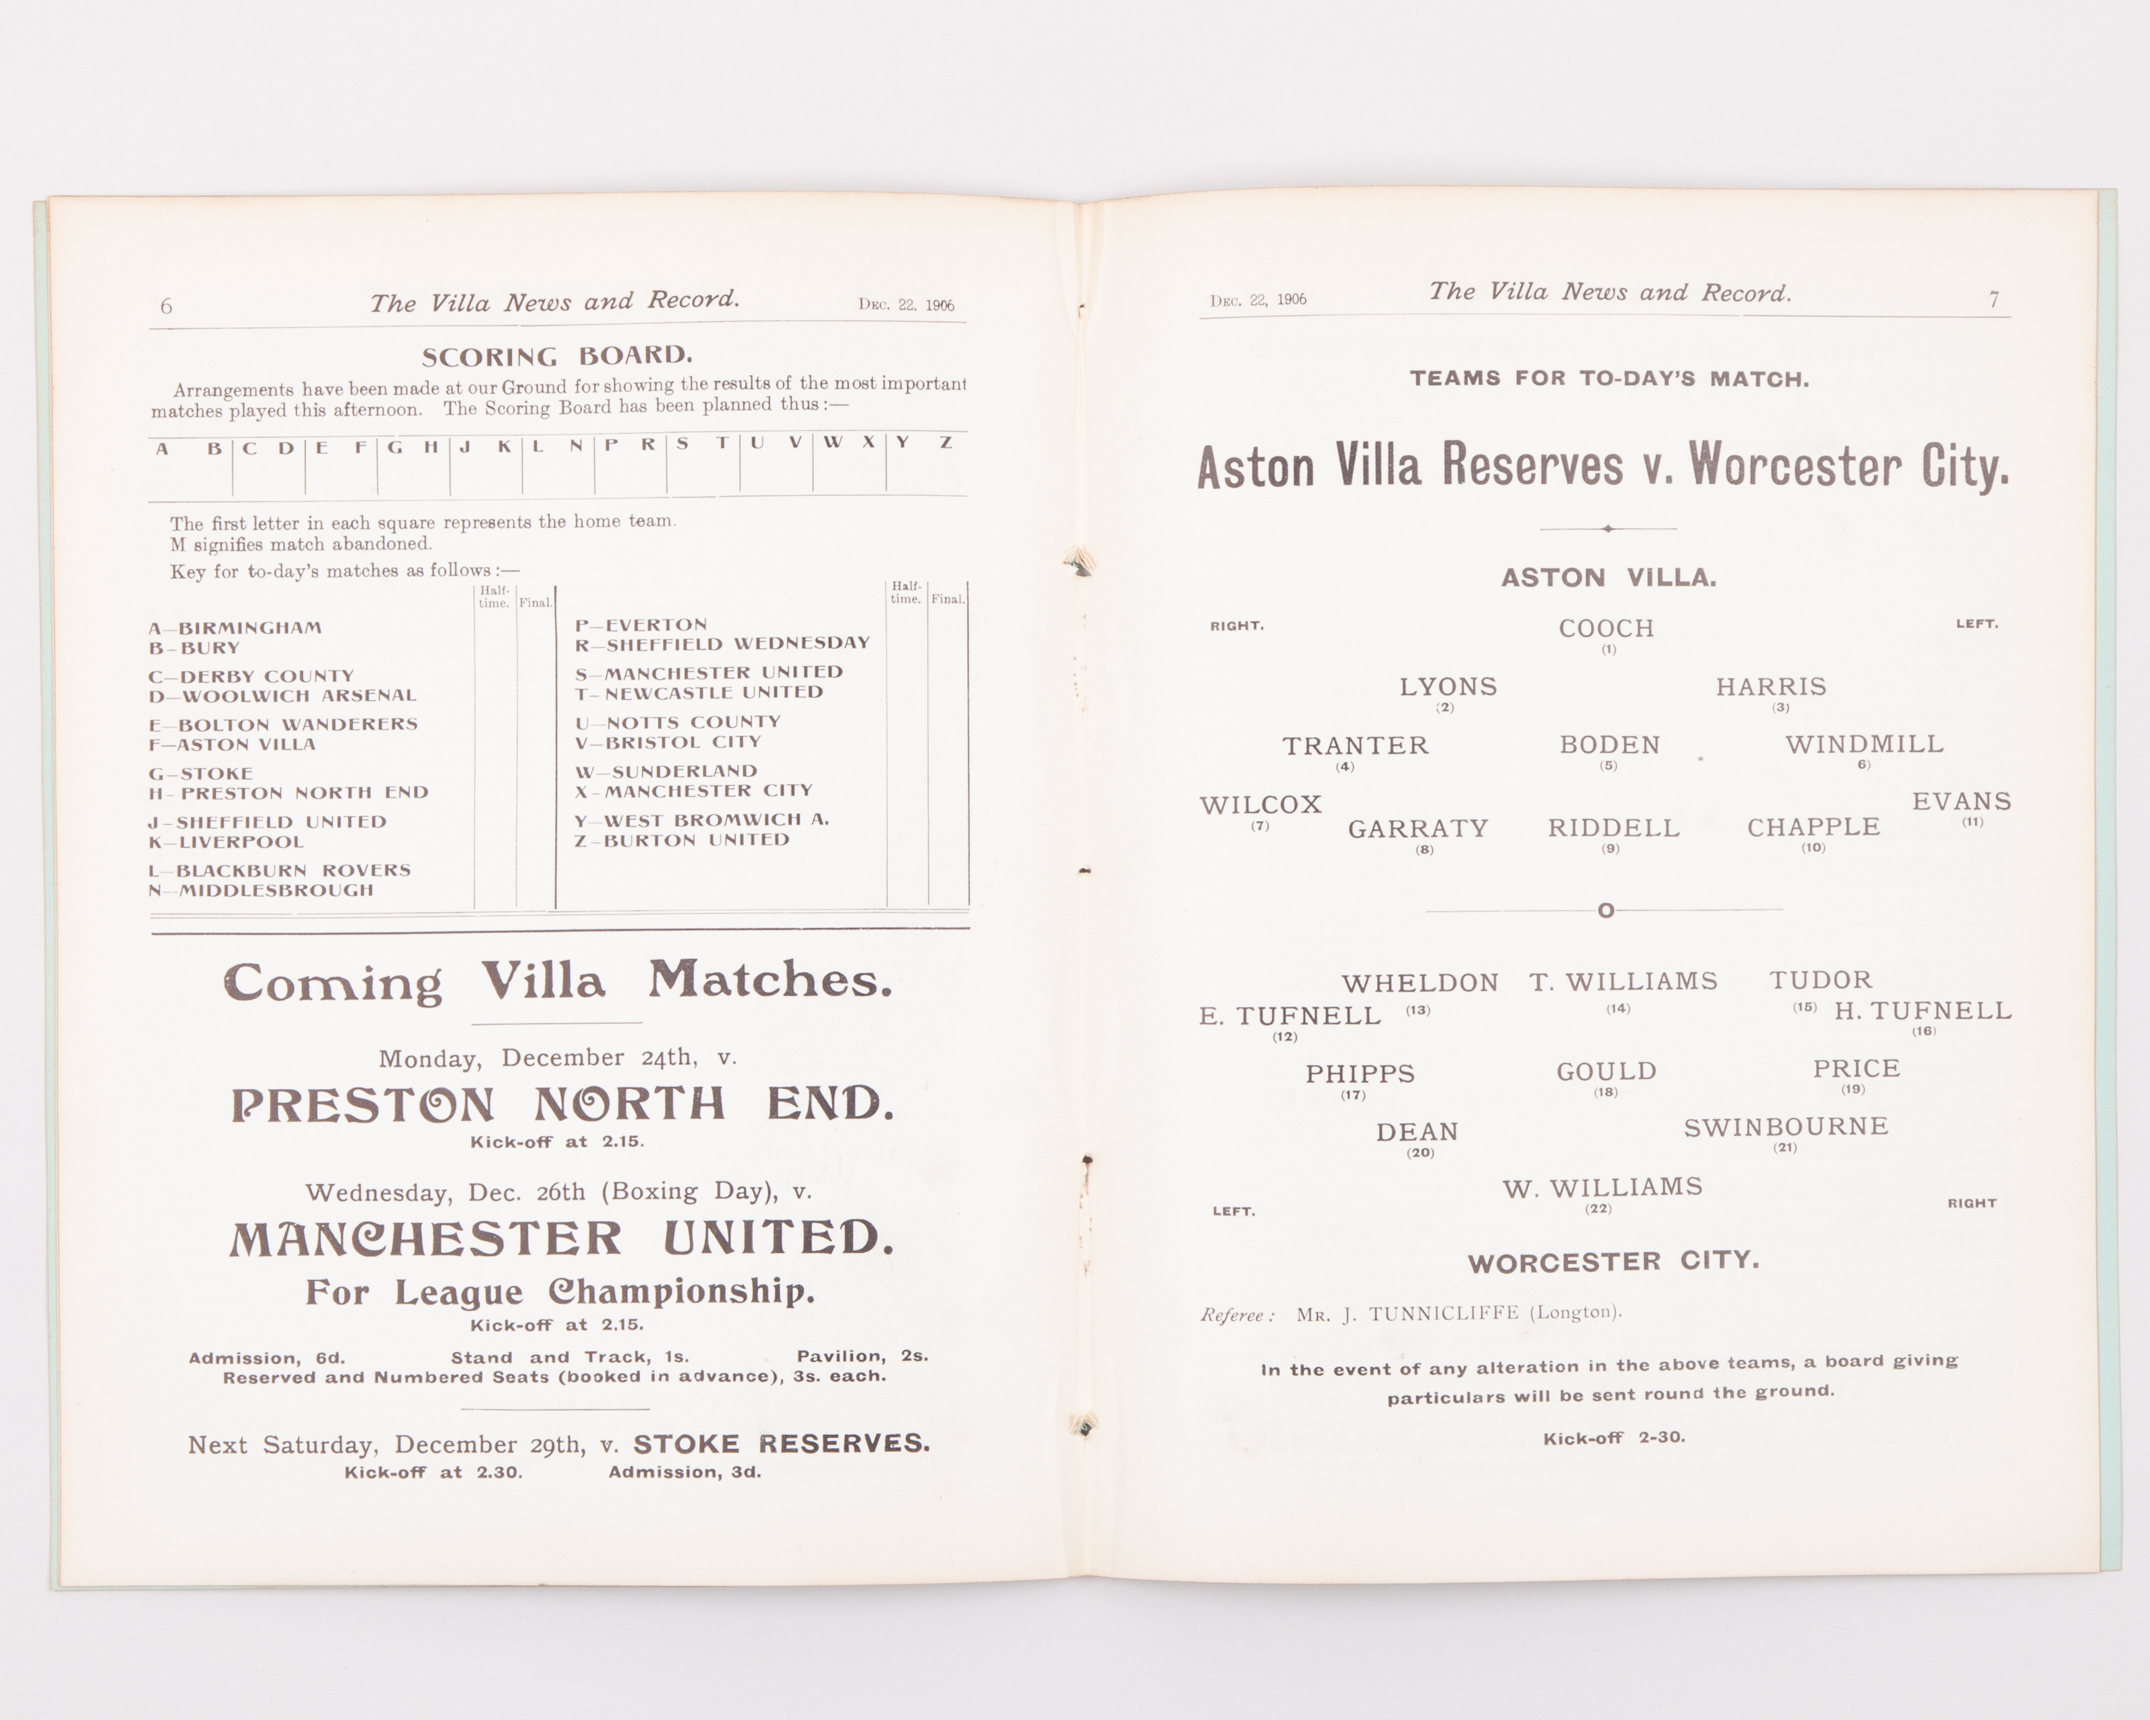 6 The Villa News and Record. DEC. 22, 1906
SCORING BOARD.
Arrangements have been made at our Ground for showing the results of the most important
matches played this afternoon. The Scoring Board has been planned thus :—
A B C D E F G H J K L N P R S T U V W X Y Z
The first letter in each square represents the home team.
M signifies match abandoned.
Key for to-day's matches as follows :—
Half-
time. Final.
A—BIRMINGHAM
B—BURY
C—DERBY COUNTY
D—WOOLWICH ARSENAL
E—BOLTON WANDERERS
F—ASTON VILLA
G—STOKE
H—PRESTON NORTH END
J—SHEFFIELD UNITED
K—LIVERPOOL
L—BLACKBURN ROVERS
N—MIDDLESBROUGH
Half-
time. Final.
P—EVERTON
R—SHEFFIELD WEDNESDAY
S—MANCHESTER UNITED
T—NEWCASTLE UNITED
U—NOTTS COUNTY
V—BRISTOL CITY
W—SUNDERLAND
X—MANCHESTER CITY
Y—WEST BROMWICH A.
Z—BURTON UNITED
Coming Villa Matches.
Monday, December 24th, v.
PRESTON NORTH END.
Kick-off at 2.15.
Wednesday, Dec. 26th (Boxing Day), v.
MANCHESTER UNITED.
For League Championship.
Kick-off at 2.15.
Admission, 6d. Stand and Track, 1s. Pavilion, 2s.
Reserved and Numbered Seats (booked in advance), 3s. each.
Next Saturday, December 29th, v. STOKE RESERVES.
Kick-off at 2.30. Admission, 3d.
DEC. 22, 1906 The Villa News and Record. 7
TEAMS FOR TO-DAY'S MATCH.
Aston Villa Reserves v. Worcester City.
ASTON VILLA.
RIGHT. COOCH LEFT.
(1)
LYONS HARRIS
(2) (3)
TRANTER BODEN WINDMILL
(4) (5) 6)
WILCOX EVANS
(7) (11)
GARRATY RIDDELL CHAPPLE
(8) (9) (10)
O
WHELDON T. WILLIAMS TUDOR
(13) (14) (15)
E. TUFNELL H. TUFNELL
(12) (16)
PHIPPS GOULD PRICE
(17) (18) (19)
DEAN SWINBOURNE
(20) (21)
W. WILLIAMS
(22)
LEFT. RIGHT
WORCESTER CITY.
Referee : MR. J. TUNNICLIFFE (Longton).
In the event of any alteration in the above teams, a board giving
particulars will be sent round the ground.
Kick-off 2-30.